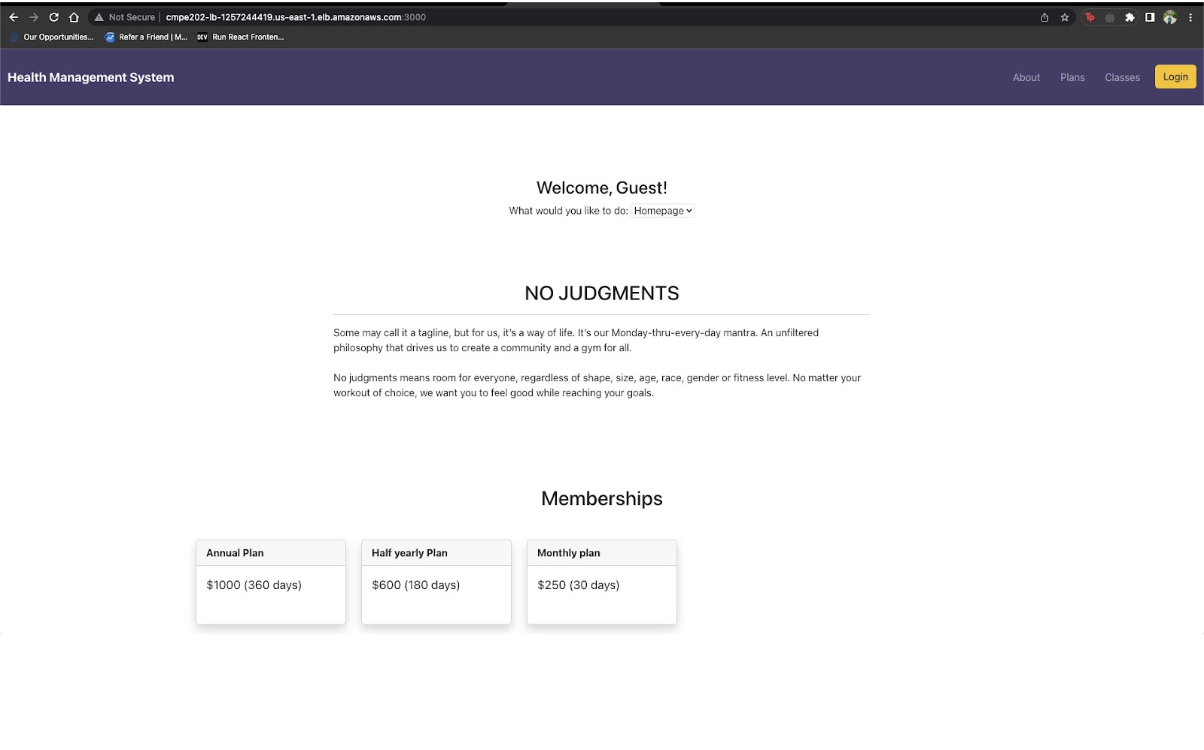 Not Secure | cmpe202-lb-1257244419.us-east-1.elb.amazonaws.com:3000
Our Opportunities... Refer a Friend | M... DEV Run React Fronten...
Health Management System About Plans Classes Login
Welcome, Guest!
What would you like to do: Homepage
NO JUDGMENTS
Some may call it a tagline, but for us, it's a way of life. It's our Monday-thru-every-day mantra. An unfiltered
philosophy that drives us to create a community and a gym for all.
No judgments means room for everyone, regardless of shape, size, age, race, gender or fitness level. No matter your
workout of choice, we want you to feel good while reaching your goals.
Memberships
Annual Plan Half yearly Plan Monthly plan
$1000 (360 days) $600 (180 days) $250 (30 days)